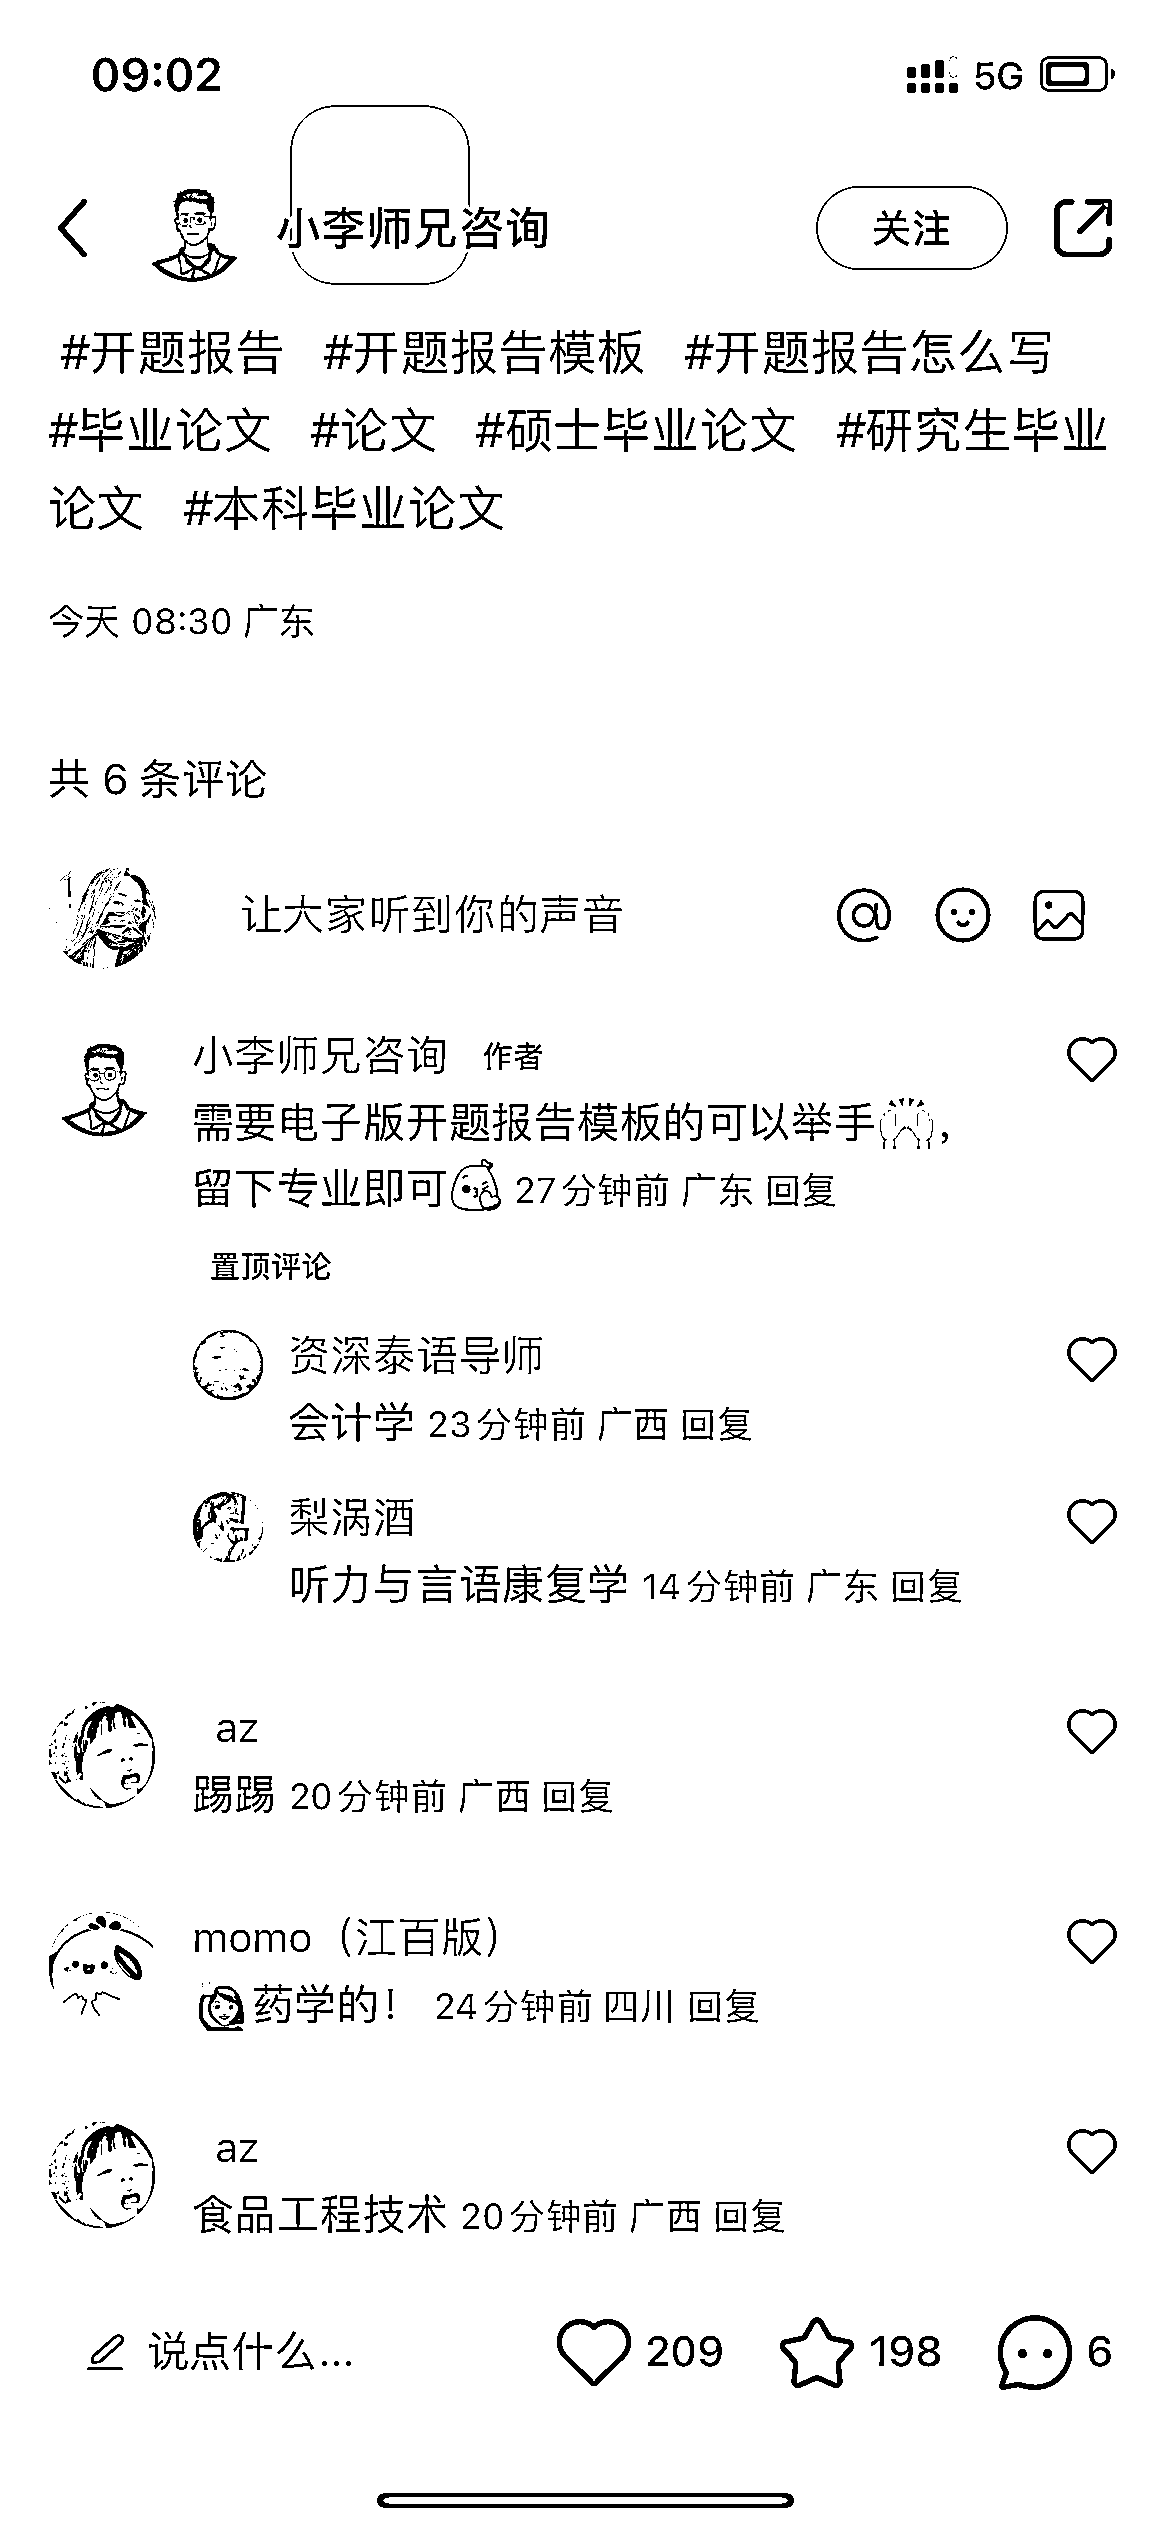 09:02 5G
小李师兄咨询 关注
#开题报告 #开题报告模板 #开题报告怎么写
#毕业论文 #论文 #硕士毕业论文 #研究生毕业
论文 #本科毕业论文
今天 08:30 广东
共 6 条评论
让大家听到你的声音
小李师兄咨询 作者
需要电子版开题报告模板的可以举手🙌,
留下专业即可 27分钟前 广东 回复
置顶评论
资深泰语导师
会计学 23分钟前 广西 回复
梨涡酒
听力与言语康复学 14分钟前 广东 回复
az
踢踢 20分钟前 广西 回复
momo（江百版）
🙋‍♀️药学的！ 24分钟前 四川 回复
az
食品工程技术 20分钟前 广西 回复
说点什么... 209 198 6